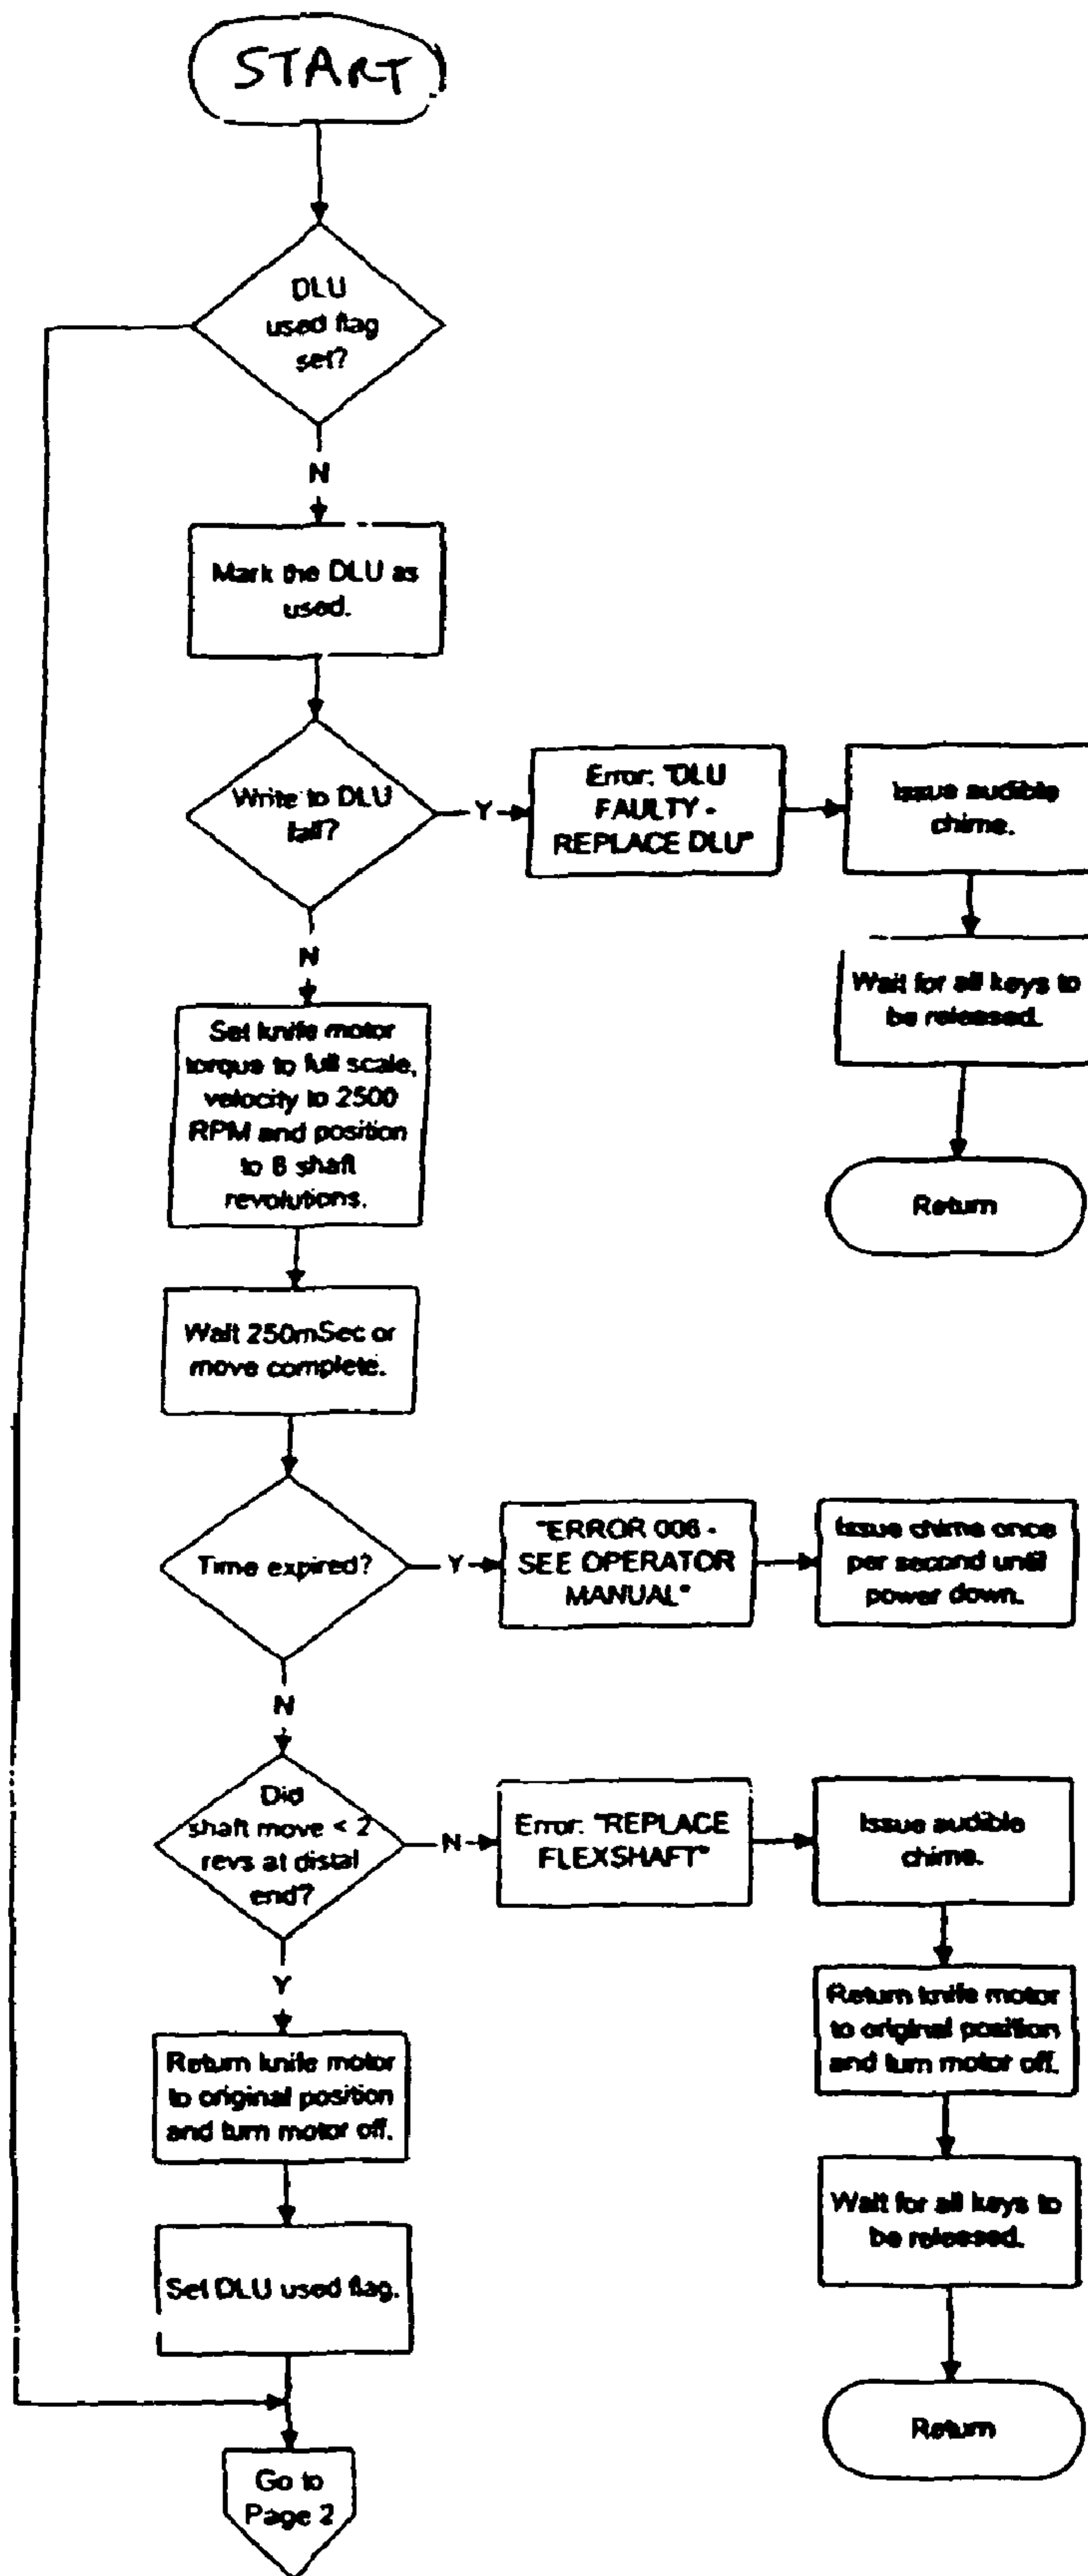 START
DLU
used flag
set?
N
Mark the DLU as
used.
Write to DLU
fail?
Y
Error: "DLU
FAULTY -
REPLACE DLU"
Issue audible
chime.
Wait for all keys to
be released.
Return
N
Set knife motor
torque to full scale,
velocity to 2500
RPM and position
shaft
revolutions.
Wait 250mSec or
move complete.
Time expired?
Y
"ERROR 006 -
SEE OPERATOR
MANUAL"
Issue chime once
per second until
power down.
N
Did
shaft move < 2
revs at distal
end?
N
Error: "REPLACE
FLEXSHAFT"
Issue audible
chime.
Return knife motor
to original position
and turn motor off.
Wait for all keys to
be released.
Return
Y
Return knife motor
to original position
and turn motor off.
Set DLU used flag.
Go to
Page 2